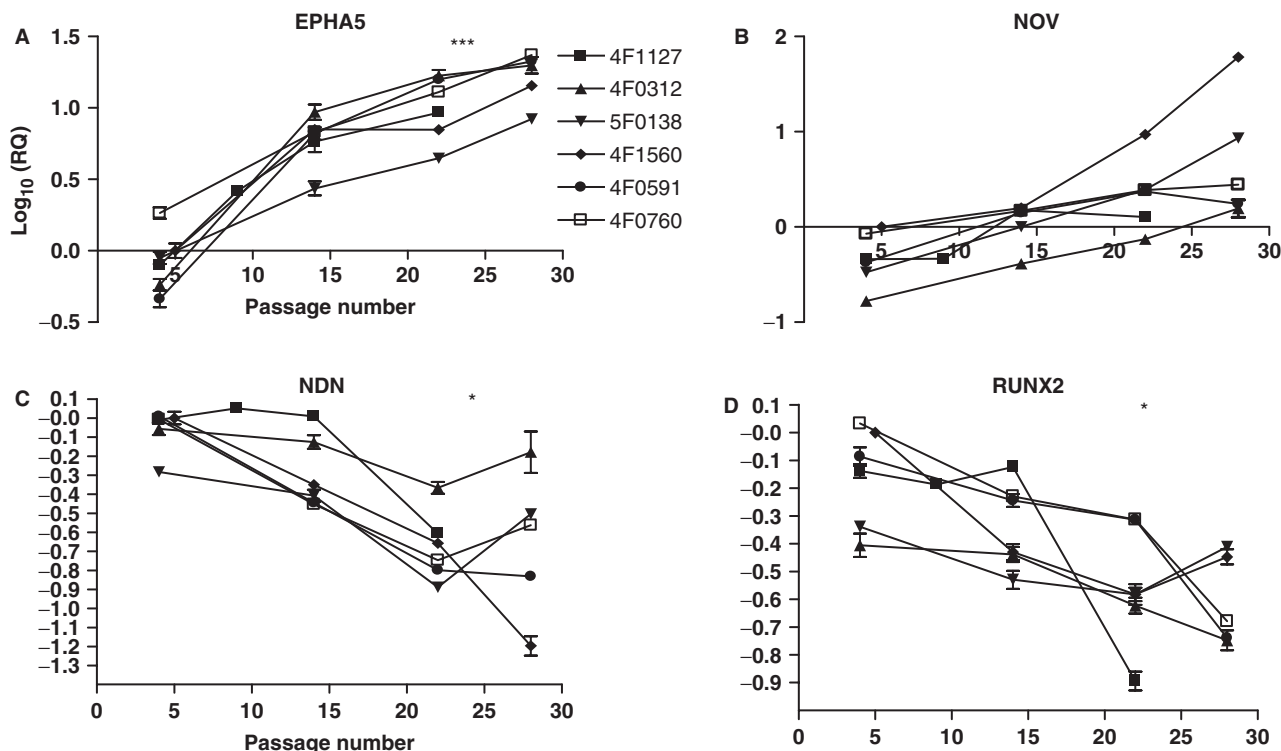 A
EPHA5
1.5
1.0
0.5
0.0
−0.5
Log10 (RQ)
***
5 10 15 20 25 30
Passage number
4F1127
4F0312
5F0138
4F1560
4F0591
4F0760
B
NOV
2
1
0
−1
5 10 15 20 25 30
C
NDN
*
0.1
−0.0
−0.1
−0.2
−0.3
−0.4
−0.5
−0.6
−0.7
−0.8
−0.9
−1.0
−1.1
−1.2
−1.3
0 5 10 15 20 25 30
Passage number
D
RUNX2
*
0.1
−0.0
−0.1
−0.2
−0.3
−0.4
−0.5
−0.6
−0.7
−0.8
−0.9
0 5 10 15 20 25 30